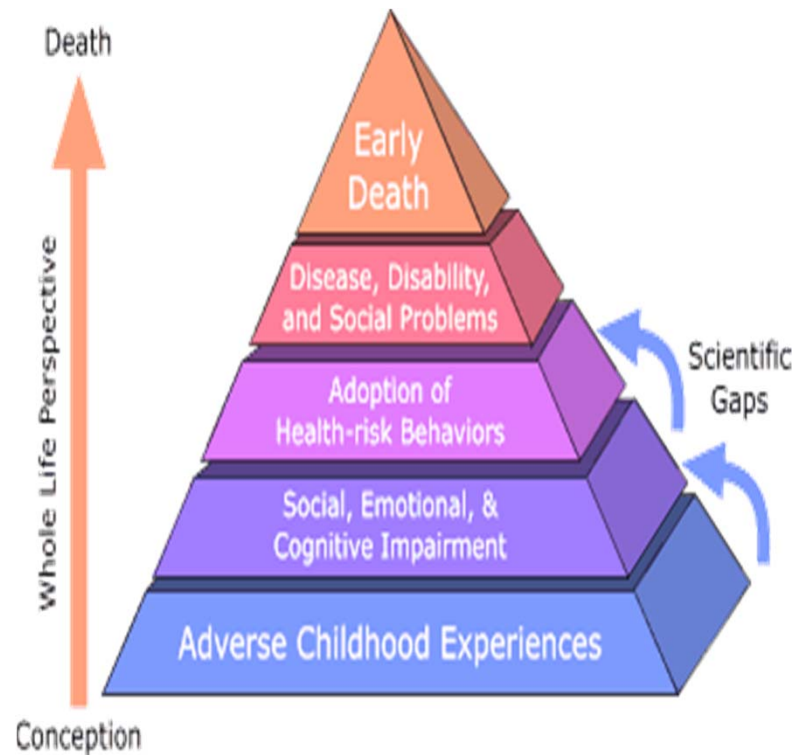 Death
Early
Death
Disease, Disability,
and Social Problems
Adoption of
Health-risk Behaviors
Social, Emotional, &
Cognitive Impairment
Adverse Childhood Experiences
Scientific
Gaps
Whole Life Perspective
Conception